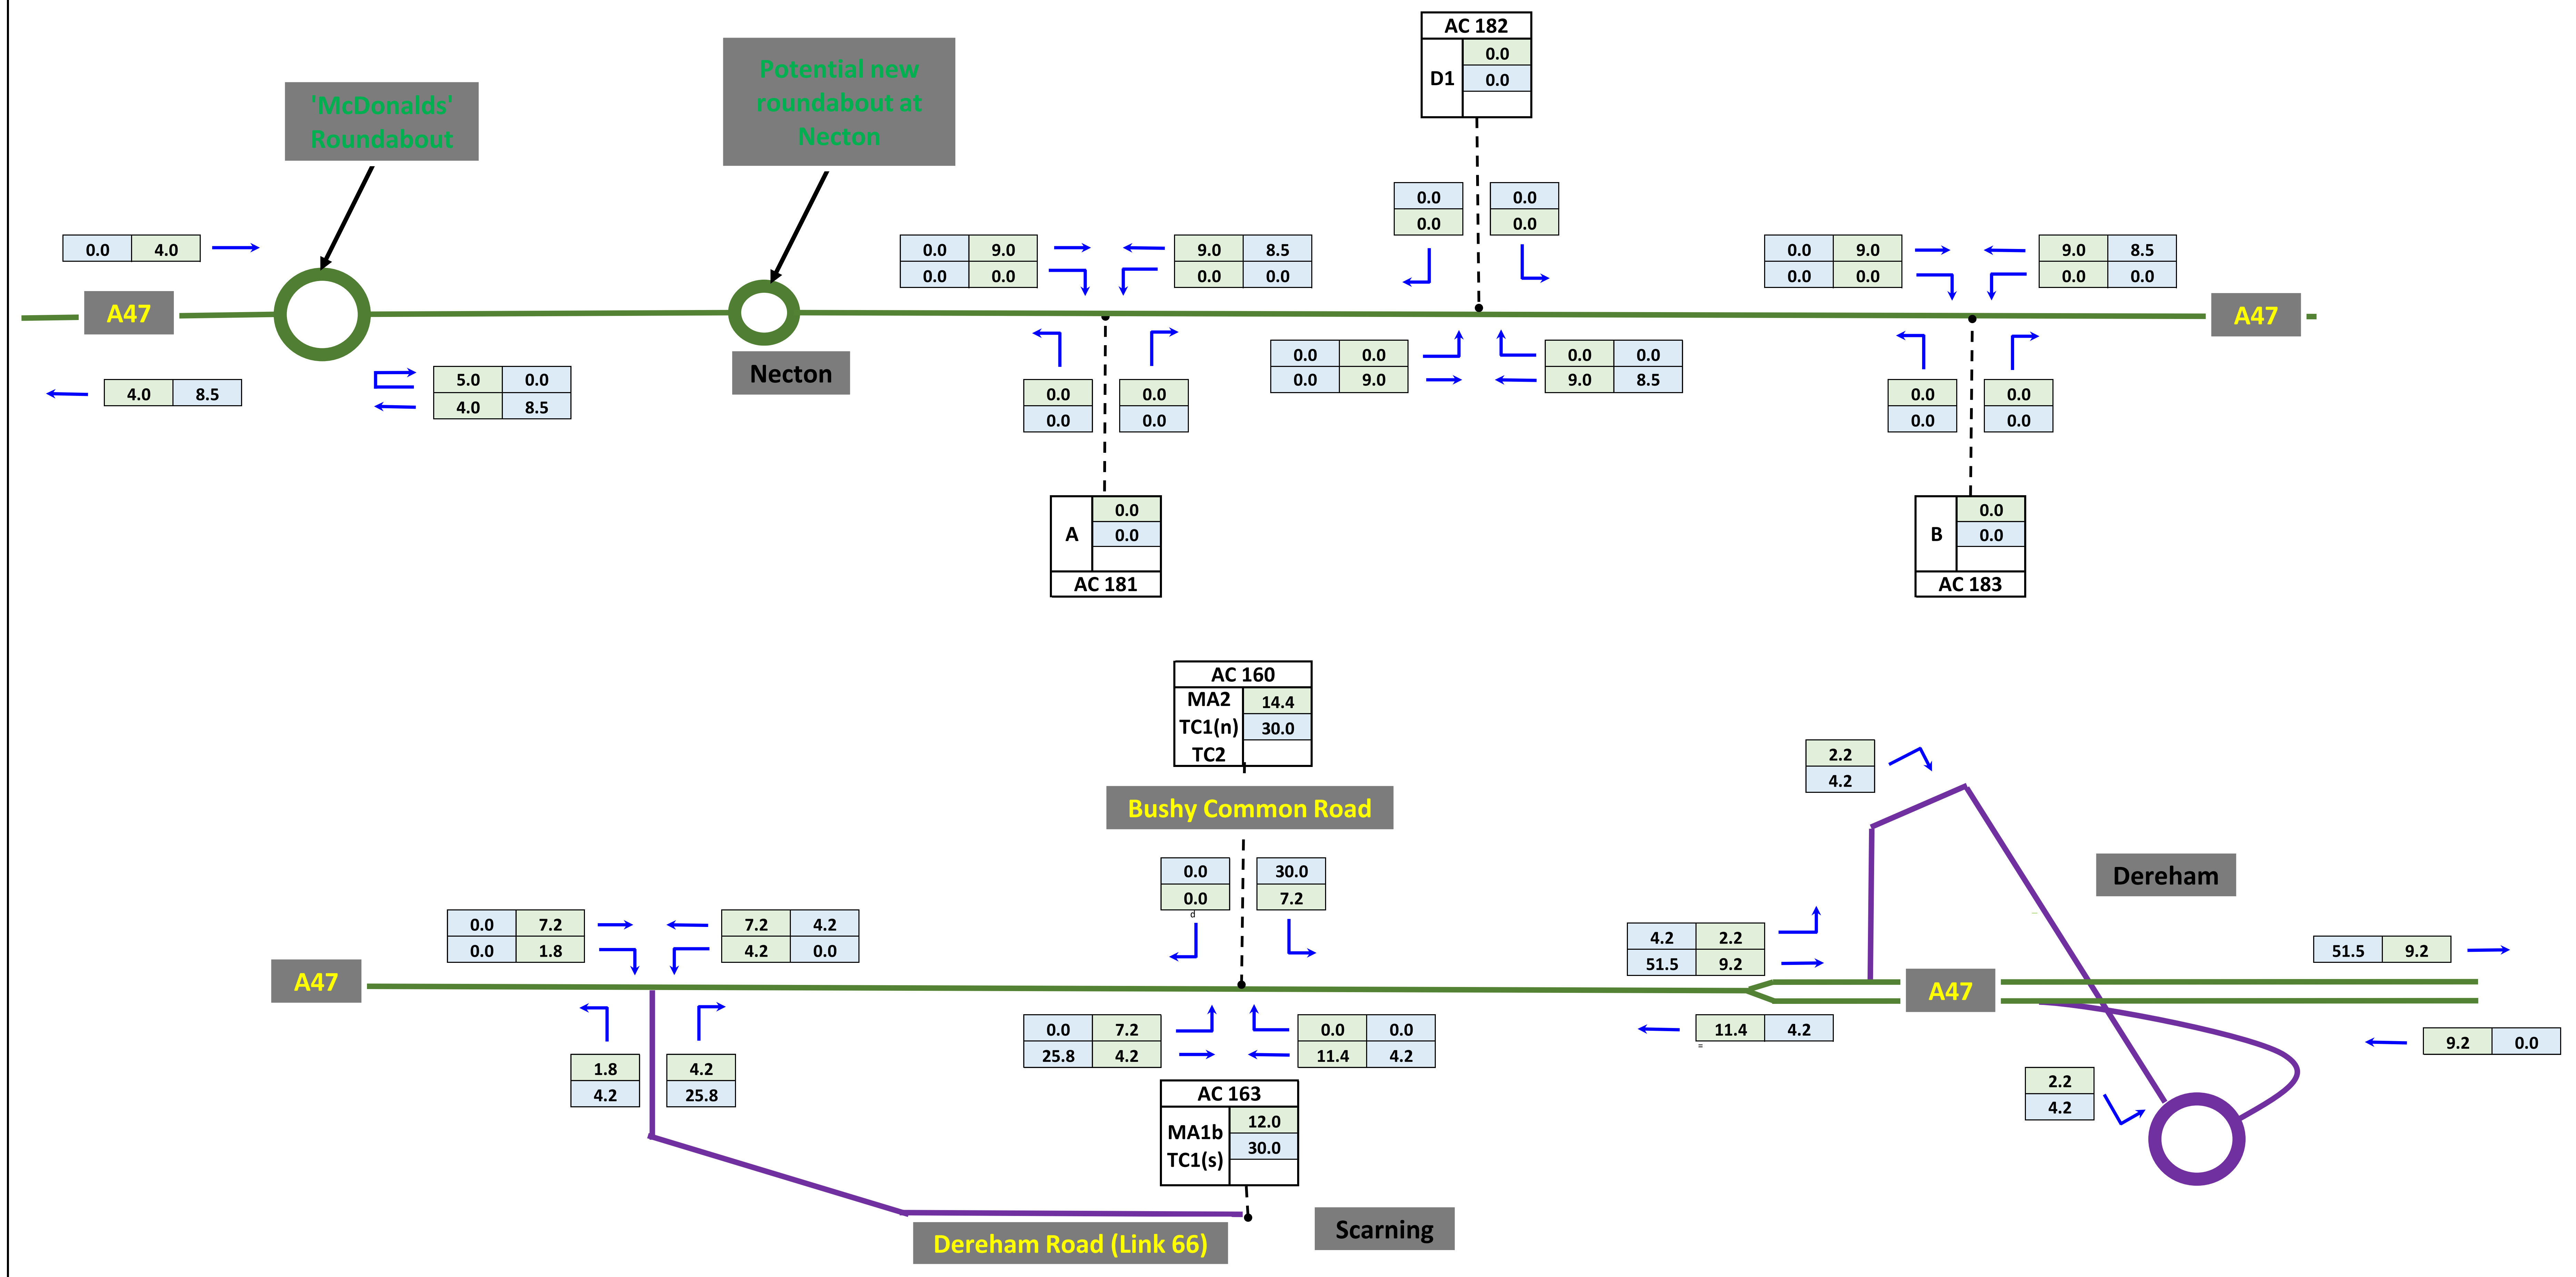 AC 182
0.0
D1
0.0
Potential new
roundabout at
Necton
'McDonalds'
Roundabout
0.0 0.0
0.0 0.0
0.0 4.0
0.0 9.0
0.0 0.0
9.0 8.5
0.0 0.0
0.0 9.0
0.0 0.0
9.0 8.5
0.0 0.0
A47
A47
4.0 8.5
5.0 0.0
4.0 8.5
Necton
0.0 0.0
0.0 9.0
0.0 0.0
9.0 8.5
0.0 0.0
0.0 0.0
0.0 0.0
0.0 0.0
A
0.0
0.0
AC 181
B
0.0
0.0
AC 183
AC 160
MA2 14.4
TC1(n) 30.0
TC2
Bushy Common Road
2.2
4.2
Dereham
0.0 30.0
0.0 7.2
d
0.0 7.2
0.0 1.8
7.2 4.2
4.2 0.0
4.2 2.2
51.5 9.2
51.5 9.2
A47
A47
0.0 7.2
25.8 4.2
0.0 0.0
11.4 4.2
11.4 4.2
=
9.2 0.0
1.8 4.2
4.2 25.8
2.2
4.2
AC 163
MA1b 12.0
TC1(s) 30.0
Scarning
Dereham Road (Link 66)